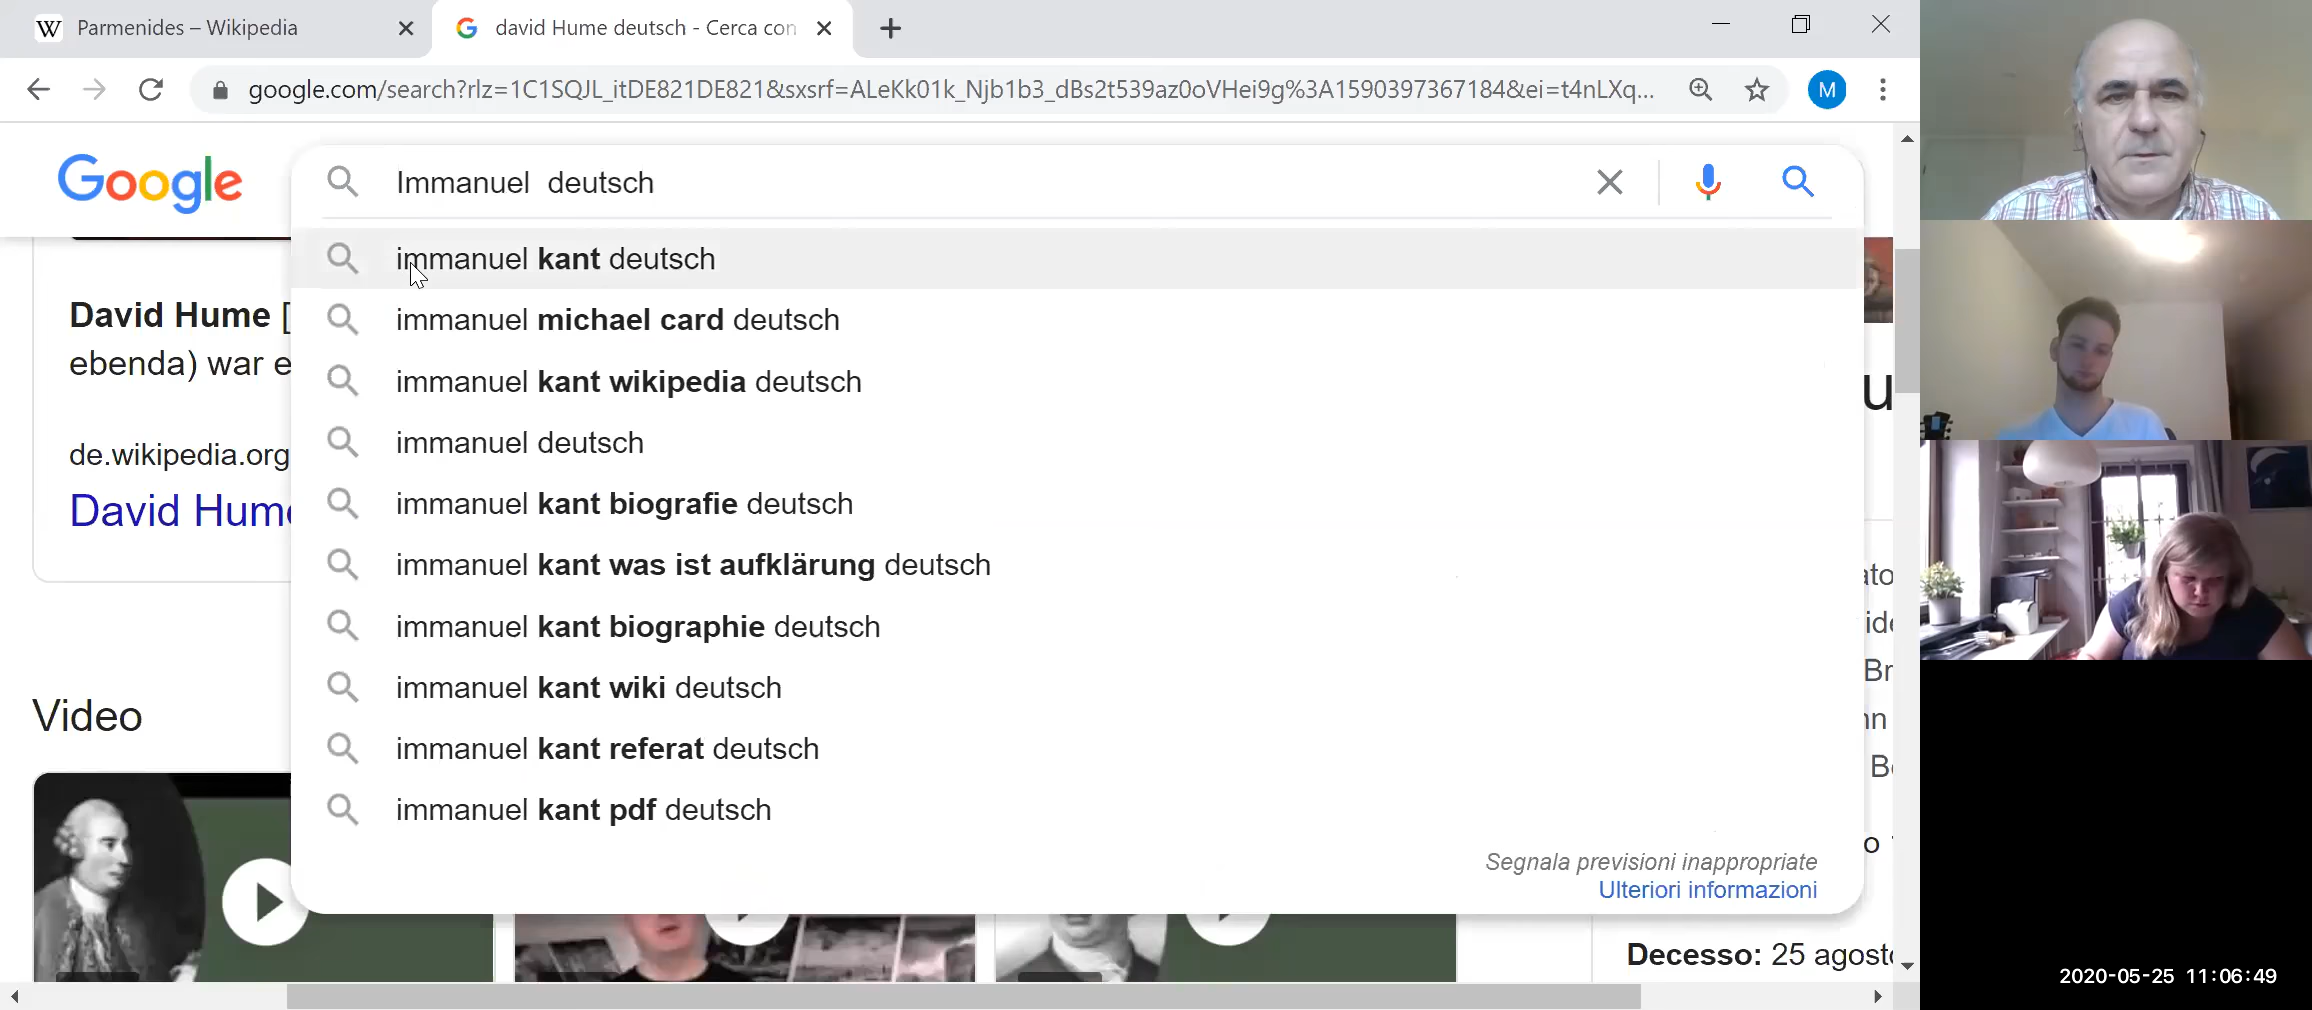 Parmenides – Wikipedia
david Hume deutsch - Cerca con
google.com/search?rlz=1C1SQJL_itDE821DE821&sxsrf=ALeKk01k_Njb1b3_dBs2t539az0oVHei9g%3A1590397367184&ei=t4nLXq...
M
Google
Immanuel  deutsch
immanuel kant deutsch
immanuel michael card deutsch
immanuel kant wikipedia deutsch
immanuel deutsch
immanuel kant biografie deutsch
immanuel kant was ist aufklärung deutsch
immanuel kant biographie deutsch
immanuel kant wiki deutsch
immanuel kant referat deutsch
immanuel kant pdf deutsch
Segnala previsioni inappropriate
Ulteriori informazioni
David Hume [
ebenda) war e
de.wikipedia.org
David Hume
Video
Decesso: 25 agosto
2020-05-25 11:06:49